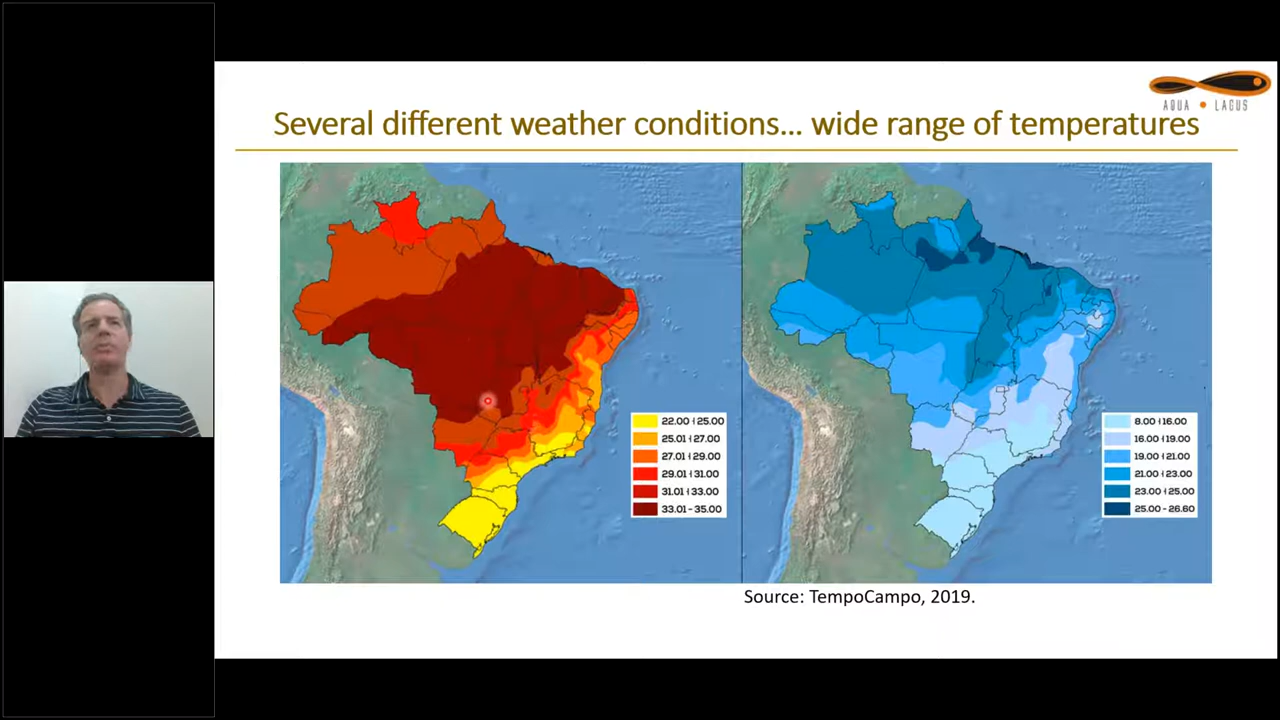 AQUA LAGUS
Several different weather conditions... wide range of temperatures
22.00 ⟊ 25.00
25.01 ⟊ 27.00
27.01 ⟊ 29.00
29.01 ⟊ 31.00
31.01 ⟊ 33.00
33.01 - 35.00
8.00 ⟊ 16.00
16.00 ⟊ 19.00
19.00 ⟊ 21.00
21.00 ⟊ 23.00
23.00 ⟊ 25.00
25.00 - 26.60
Source: TempoCampo, 2019.